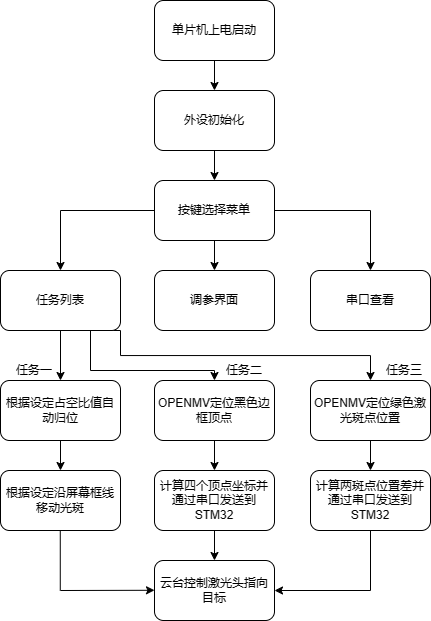 单片机上电启动
外设初始化
按键选择菜单
任务列表
调参界面
串口查看
任务一
任务二
任务三
根据设定占空比值自
动归位
OPENMV定位黑色边
框顶点
OPENMV定位绿色激
光斑点位置
根据设定沿屏幕框线
移动光斑
计算四个顶点坐标并
通过串口发送到
STM32
计算两斑点位置差并
通过串口发送到
STM32
云台控制激光头指向
目标